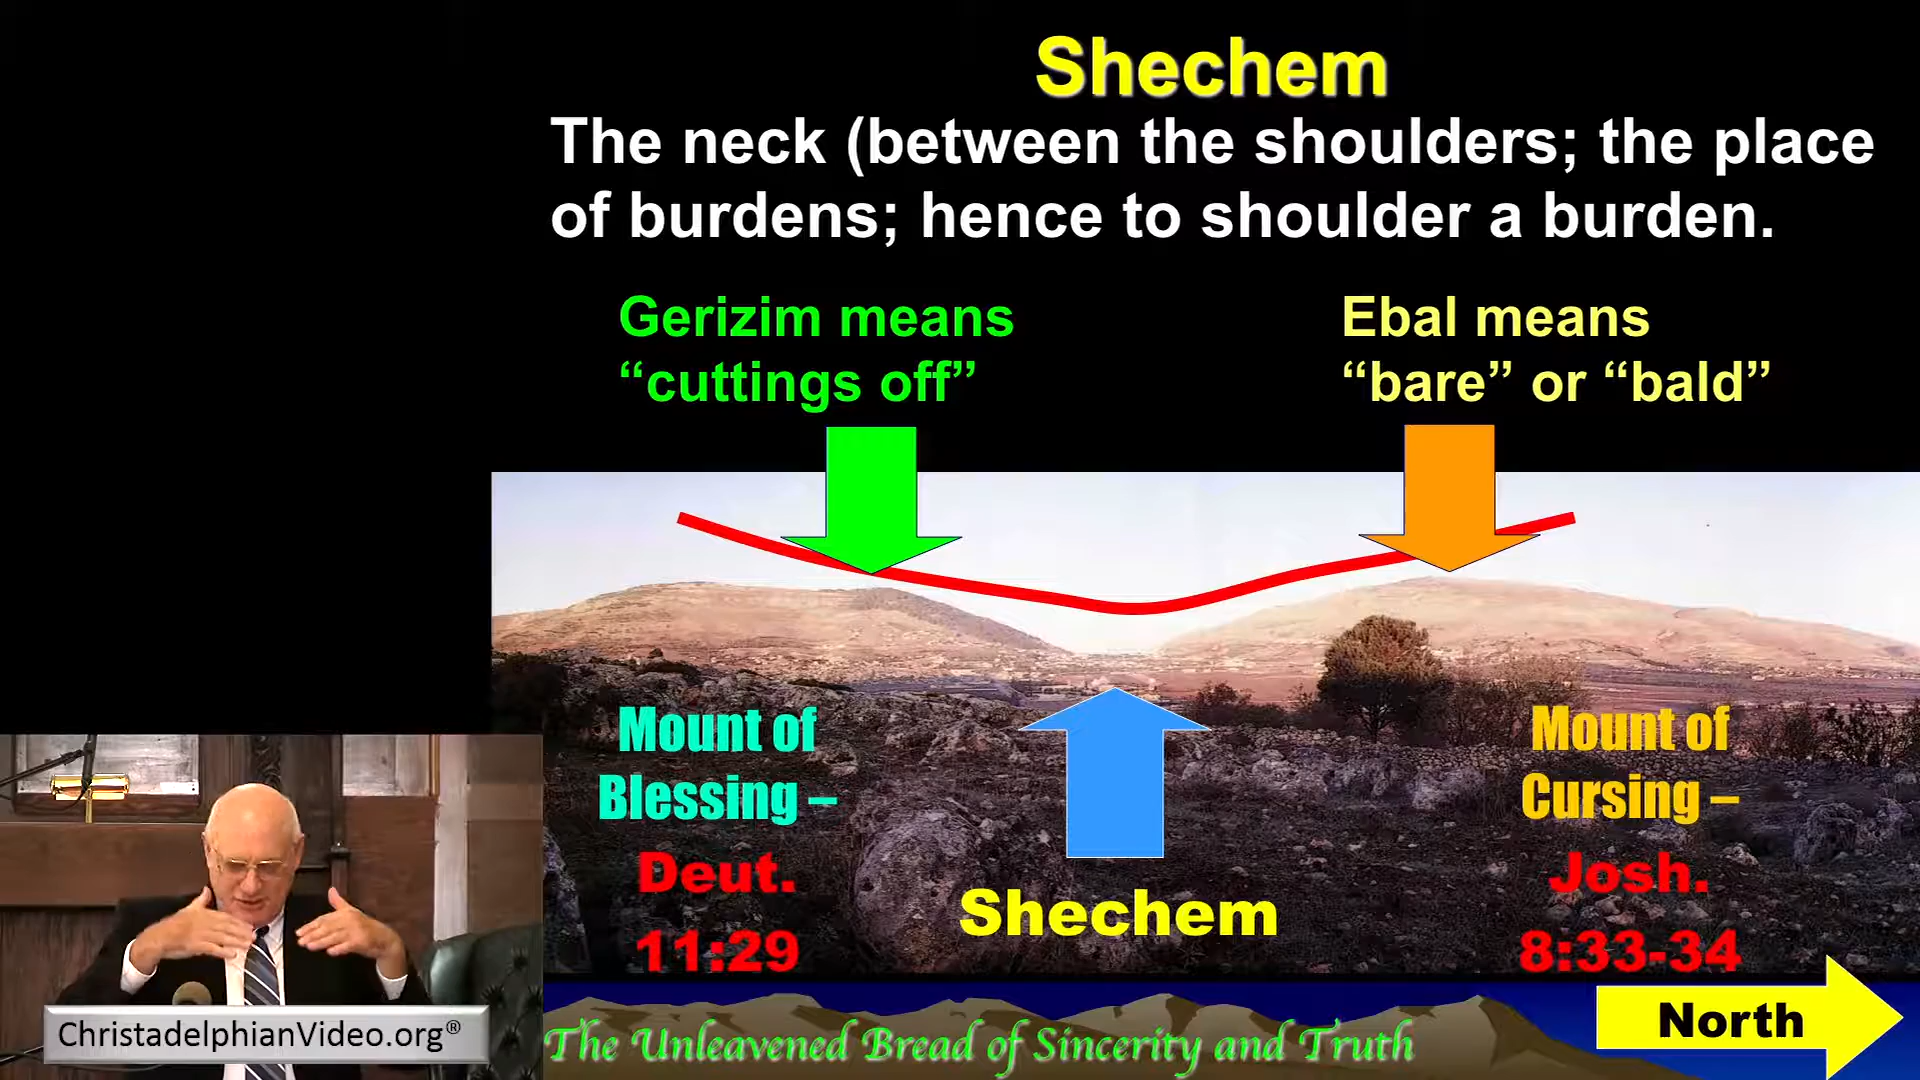 Shechem
The neck (between the shoulders; the place
of burdens; hence to shoulder a burden.
Gerizim means
“cuttings off”
Ebal means
“bare” or “bald”
Mount of
Blessing –
Deut.
11:29
Shechem
Mount of
Cursing –
Josh.
8:33-34
North
ChristadelphianVideo.org®
The Unleavened Bread of Sincerity and Truth